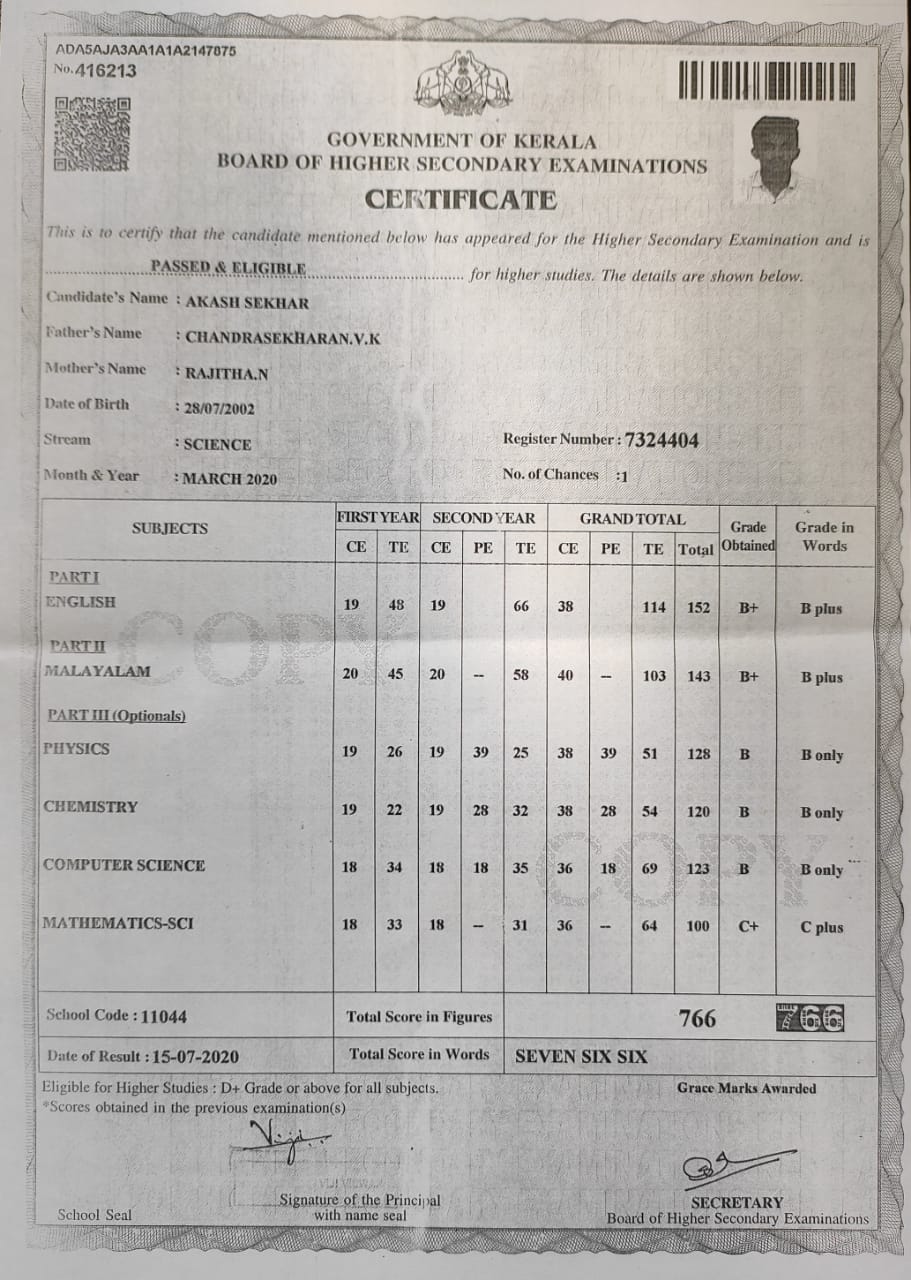 ADA5AJA3AA1A1A2147875
No.416213
GOVERNMENT OF KERALA
BOARD OF HIGHER SECONDARY EXAMINATIONS
CERTIFICATE
This is to certify that the candidate mentioned below has appeared for the Higher Secondary Examination and is
PASSED & ELIGIBLE for higher studies. The details are shown below.
Candidate's Name : AKASH SEKHAR
Father's Name : CHANDRASEKHARAN.V.K
Mother's Name : RAJITHA.N
Date of Birth : 28/07/2002
Stream : SCIENCE Register Number : 7324404
Month & Year : MARCH 2020 No. of Chances :1
SUBJECTS FIRST YEAR SECOND YEAR GRAND TOTAL Grade Obtained Grade in Words
CE TE CE PE TE CE PE TE Total
PART I
ENGLISH 19 48 19 66 38 114 152 B+ B plus
PART II
MALAYALAM 20 45 20 -- 58 40 -- 103 143 B+ B plus
COPY
PART III (Optionals)
PHYSICS 19 26 19 39 25 38 39 51 128 B B only
CHEMISTRY 19 22 19 28 32 38 28 54 120 B B only
COMPUTER SCIENCE 18 34 18 18 35 36 18 69 123 B B only
COPY
MATHEMATICS-SCI 18 33 18 -- 31 36 -- 64 100 C+ C plus
School Code : 11044 Total Score in Figures 766 766
Date of Result : 15-07-2020 Total Score in Words SEVEN SIX SIX
Eligible for Higher Studies : D+ Grade or above for all subjects. Grace Marks Awarded
*Scores obtained in the previous examination(s)
Signature of the Principal SECRETARY
School Seal with name seal Board of Higher Secondary Examinations